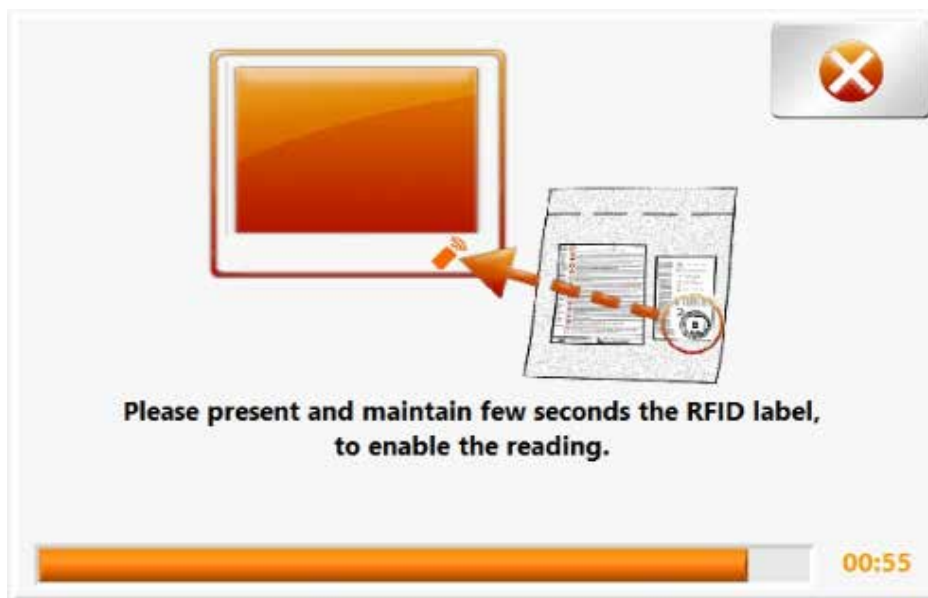 Please present and maintain few seconds the RFID label,
to enable the reading.
00:55